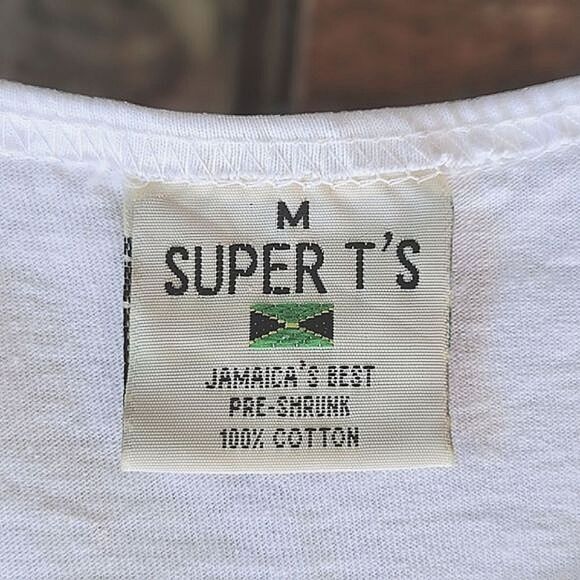 M
SUPER T'S
JAMAICA'S BEST
PRE-SHRUNK
100% COTTON